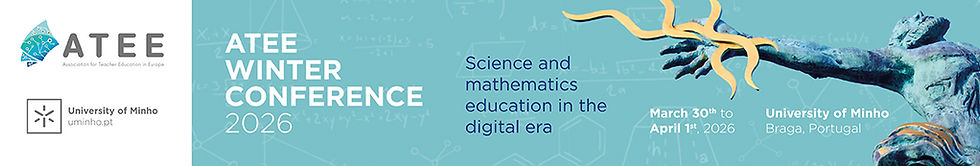 ATEE
Association for Teacher Education in Europe
University of Minho
uminho.pt
ATEE
WINTER
CONFERENCE
2026
Science and
mathematics
education in the
digital era
March 30th to
April 1st, 2026
University of Minho
Braga, Portugal